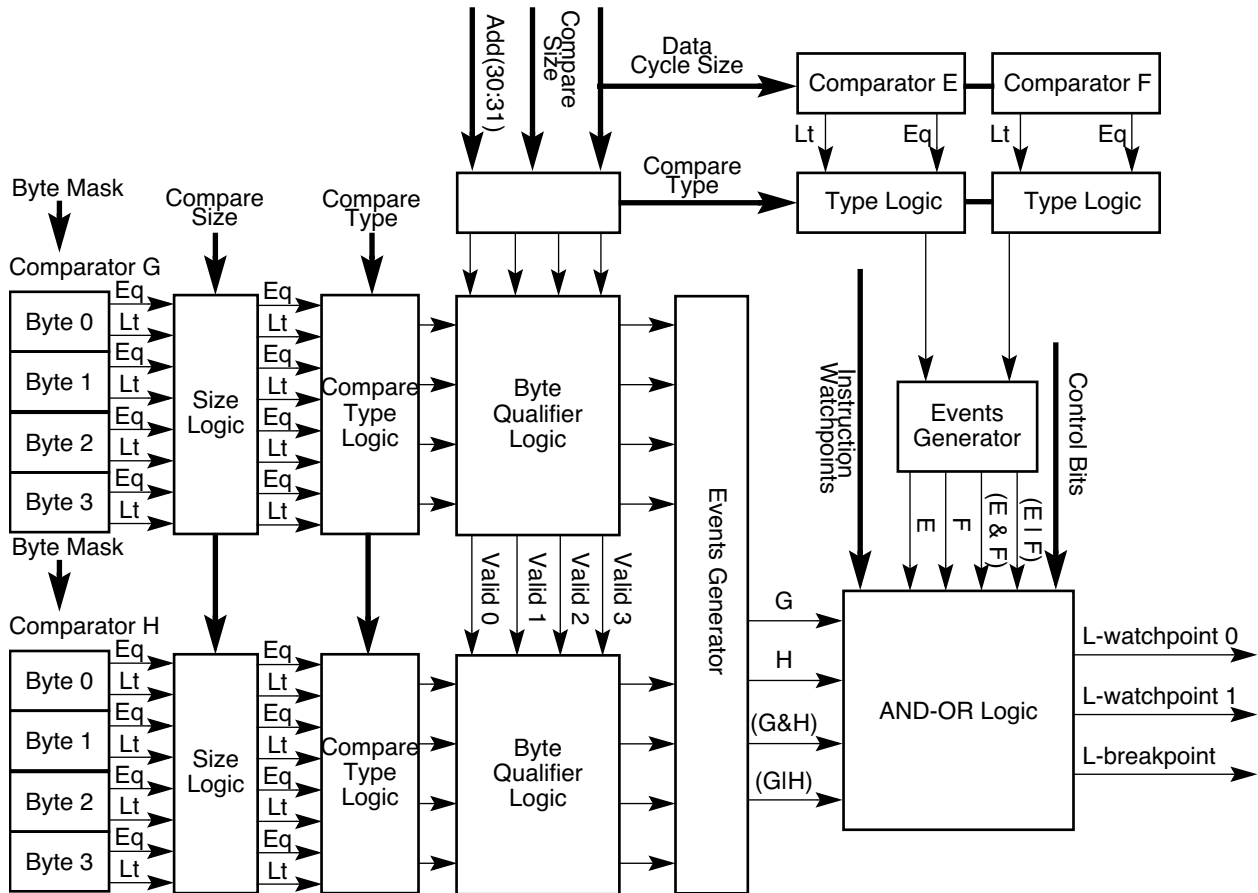 Add(30:31)
Compare
Size
Data
Cycle Size
Comparator E
Comparator F
Lt
Eq
Lt
Eq
Compare
Type
Type Logic
Type Logic
Byte Mask
Compare
Size
Compare
Type
Comparator G
Byte 0
Byte 1
Byte 2
Byte 3
Eq
Lt
Eq
Lt
Eq
Lt
Eq
Lt
Size
Logic
Eq
Lt
Eq
Lt
Eq
Lt
Eq
Lt
Compare
Type
Logic
Byte
Qualifier
Logic
Events Generator
Instruction
Watchpoints
Events
Generator
Control Bits
E
F
(E & F)
(E | F)
Byte Mask
Valid 0
Valid 1
Valid 2
Valid 3
Comparator H
Byte 0
Byte 1
Byte 2
Byte 3
Eq
Lt
Eq
Lt
Eq
Lt
Eq
Lt
Size
Logic
Eq
Lt
Eq
Lt
Eq
Lt
Eq
Lt
Compare
Type
Logic
Byte
Qualifier
Logic
G
H
(G&H)
(G|H)
AND-OR Logic
L-watchpoint 0
L-watchpoint 1
L-breakpoint